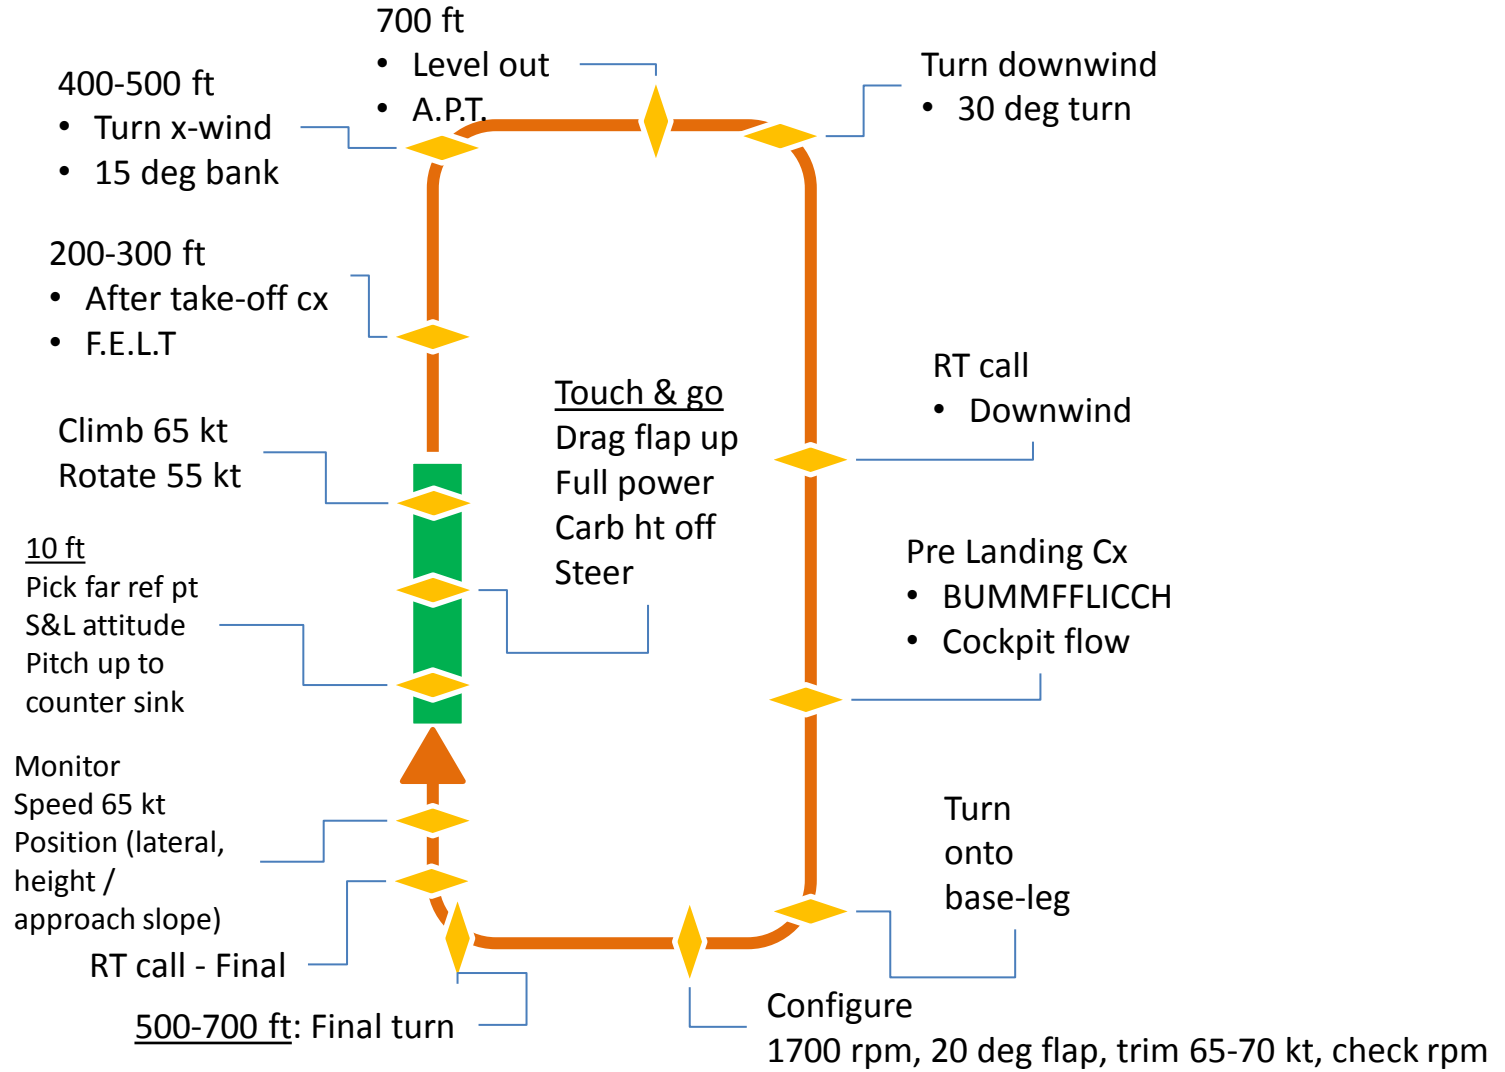 700 ft
• Level out
• A.P.T.
400-500 ft
• Turn x-wind
• 15 deg bank
Turn downwind
• 30 deg turn
200-300 ft
• After take-off cx
• F.E.L.T
RT call
• Downwind
Touch & go
Drag flap up
Full power
Carb ht off
Steer
Climb 65 kt
Rotate 55 kt
10 ft
Pick far ref pt
S&L attitude
Pitch up to
counter sink
Pre Landing Cx
• BUMMFFLICCH
• Cockpit flow
Monitor
Speed 65 kt
Position (lateral,
height /
approach slope)
Turn
onto
base-leg
RT call - Final
500-700 ft: Final turn
Configure
1700 rpm, 20 deg flap, trim 65-70 kt, check rpm